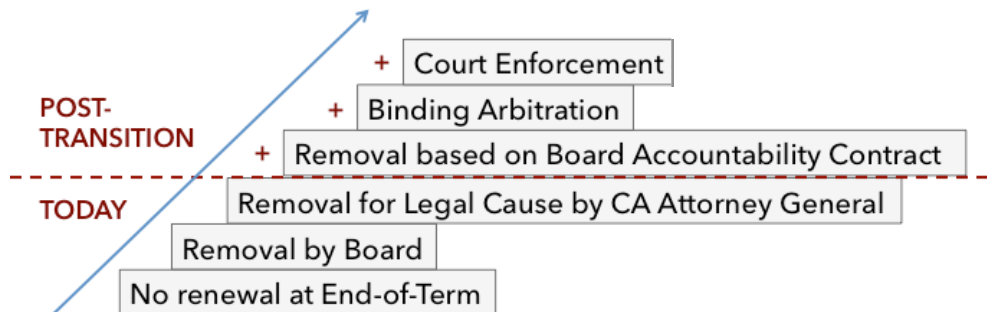 + Court Enforcement
+ Binding Arbitration
POST-
TRANSITION
+ Removal based on Board Accountability Contract
TODAY
Removal for Legal Cause by CA Attorney General
Removal by Board
No renewal at End-of-Term